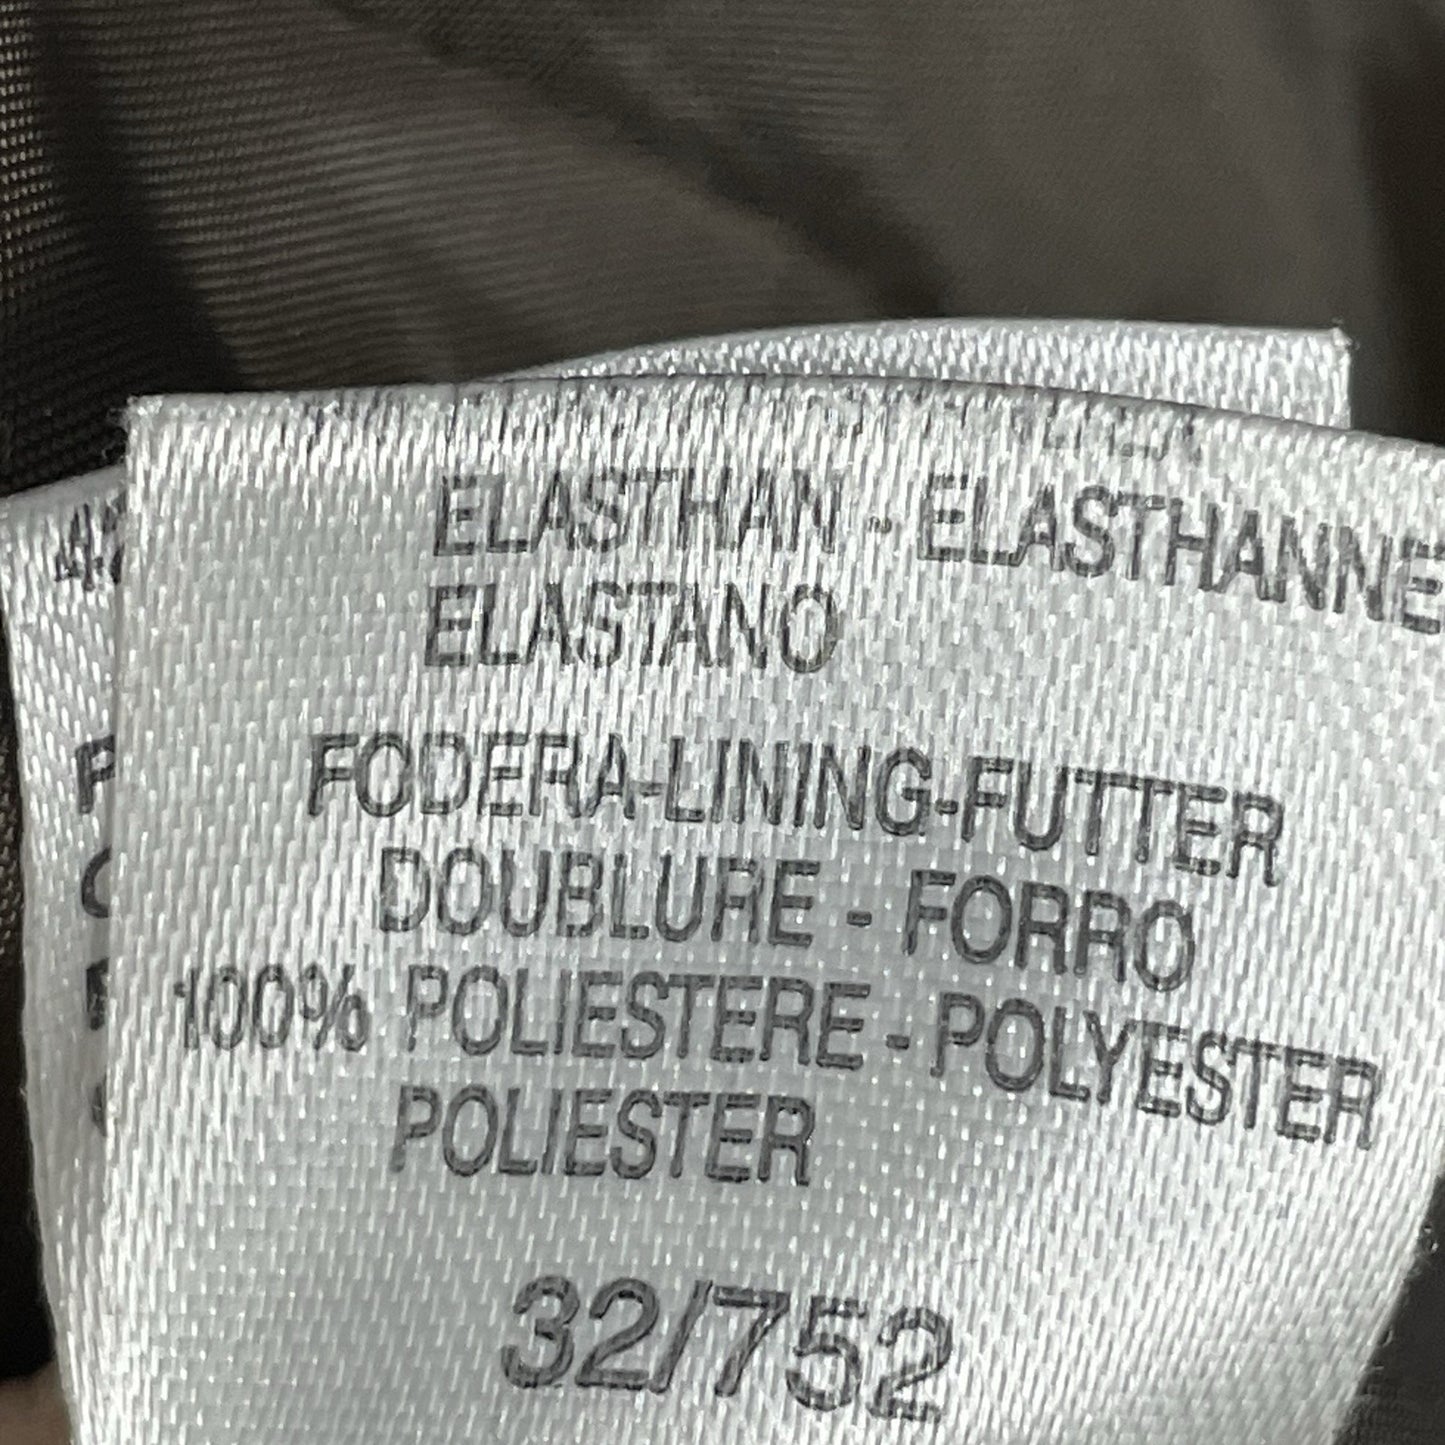 ELASTHAN - ELASTHANNE
ELASTANO
FODERA-LINING-FUTTER
DOUBLURE - FORRO
100% POLIESTERE - POLYESTER
POLIESTER
32/752